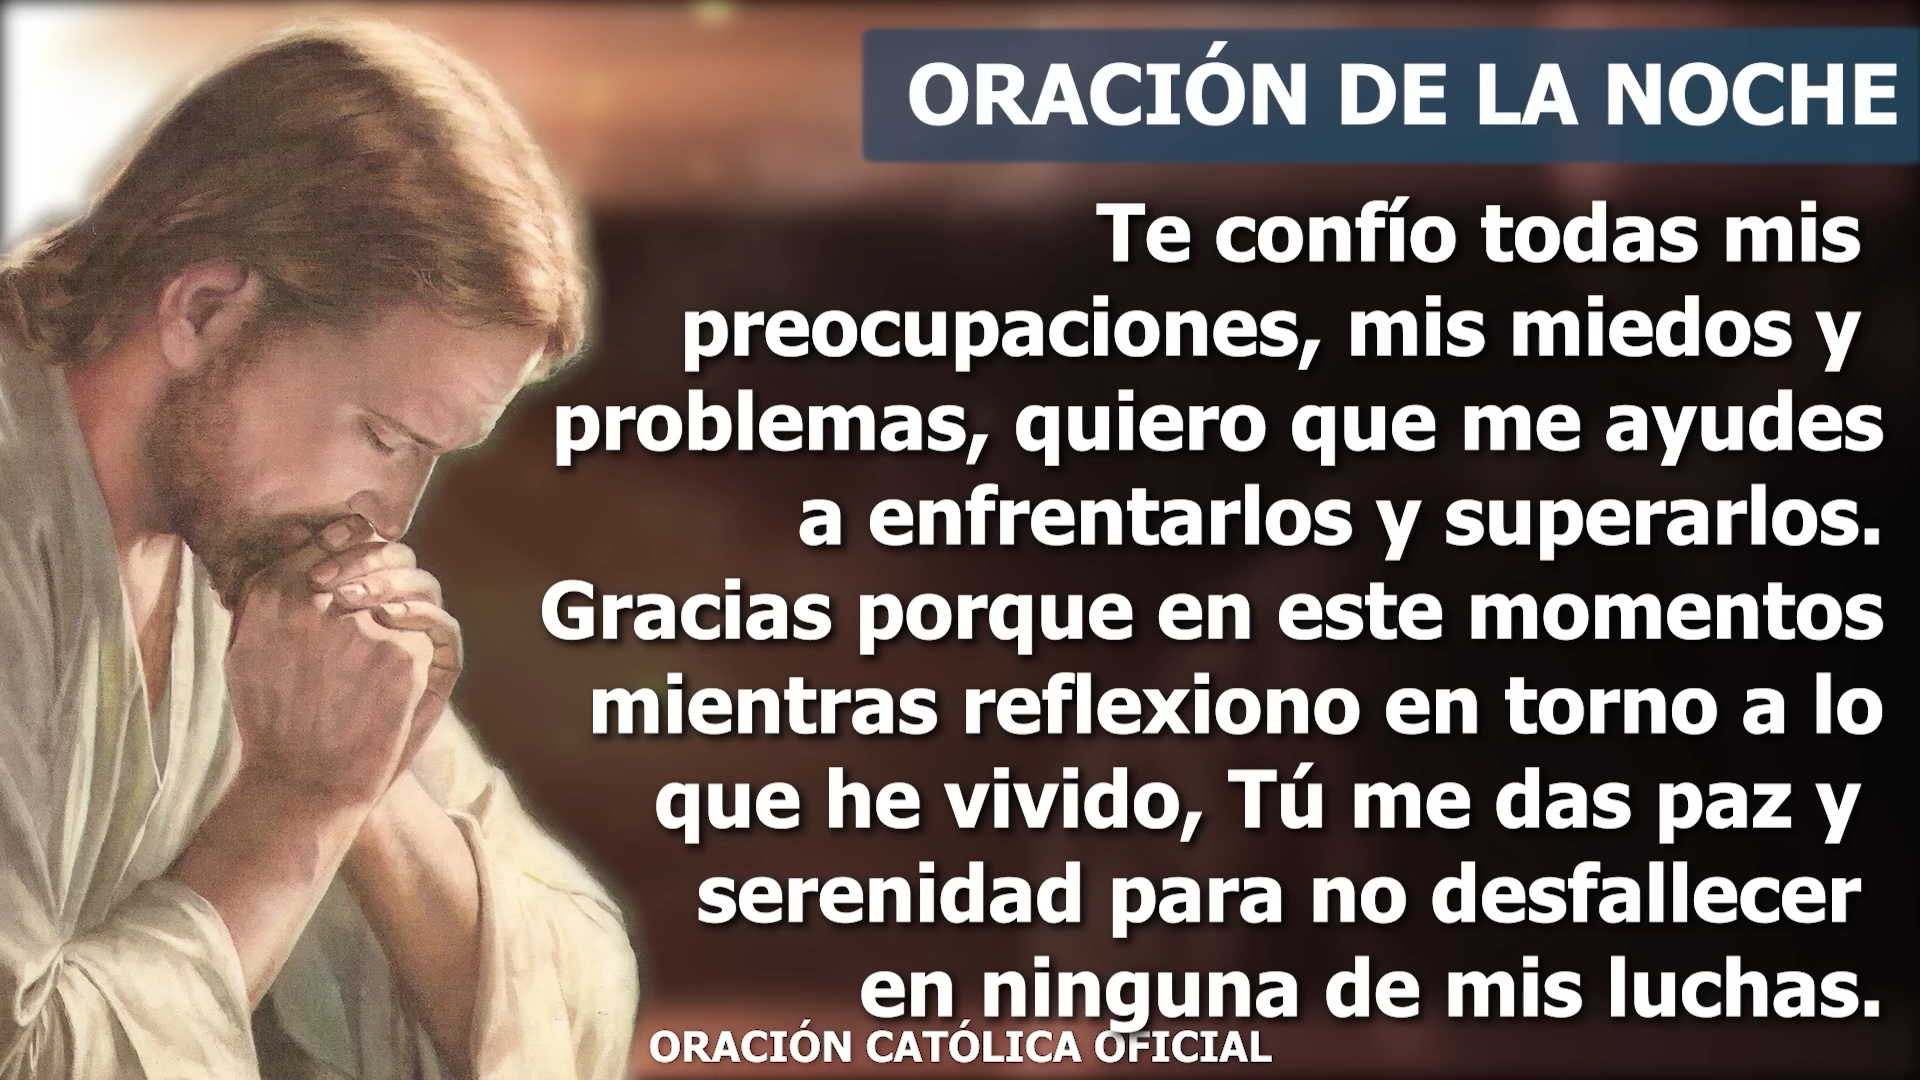 ORACIÓN DE LA NOCHE
Te confío todas mis
preocupaciones, mis miedos y
problemas, quiero que me ayudes
a enfrentarlos y superarlos.
Gracias porque en este momentos
mientras reflexiono en torno a lo
que he vivido, Tú me das paz y
serenidad para no desfallecer
en ninguna de mis luchas.
ORACIÓN CATÓLICA OFICIAL